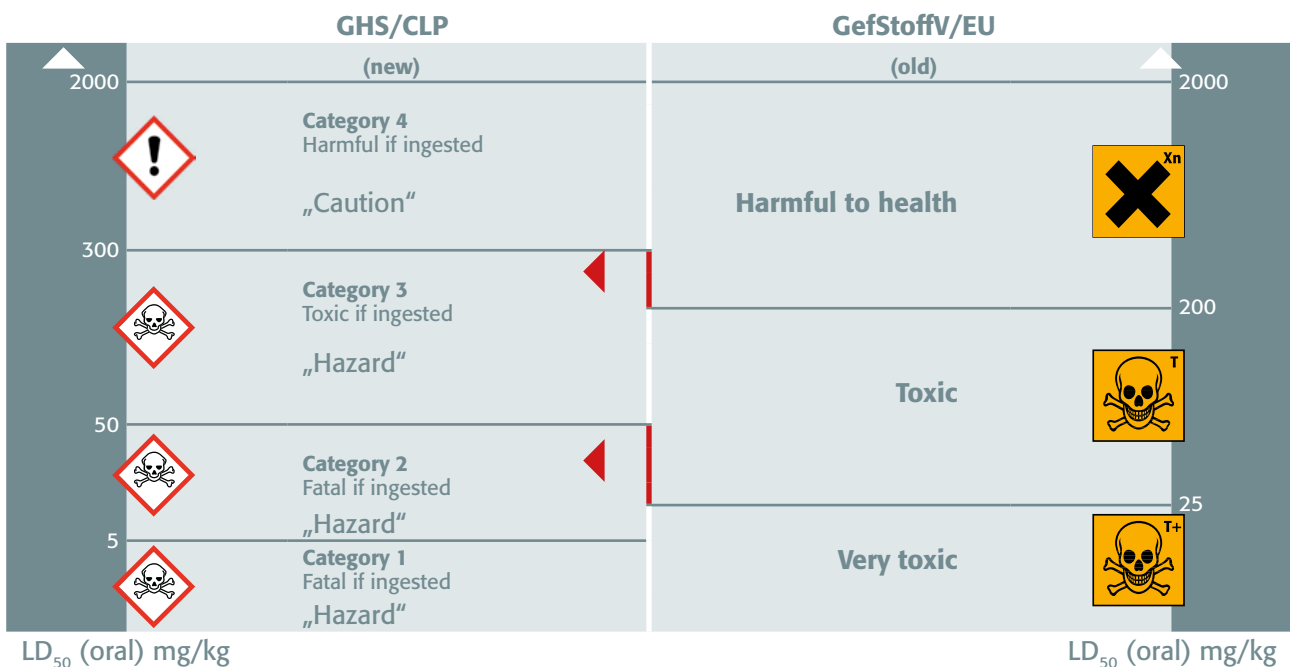 GHS/CLP
GefStoffV/EU
(new)
(old)
2000
2000
Category 4
Harmful if ingested
„Caution“
Xn
Harmful to health
300
Category 3
Toxic if ingested
„Hazard“
200
T
Toxic
50
Category 2
Fatal if ingested
„Hazard“
25
5
Category 1
Fatal if ingested
„Hazard“
T+
Very toxic
LD₅₀ (oral) mg/kg
LD₅₀ (oral) mg/kg